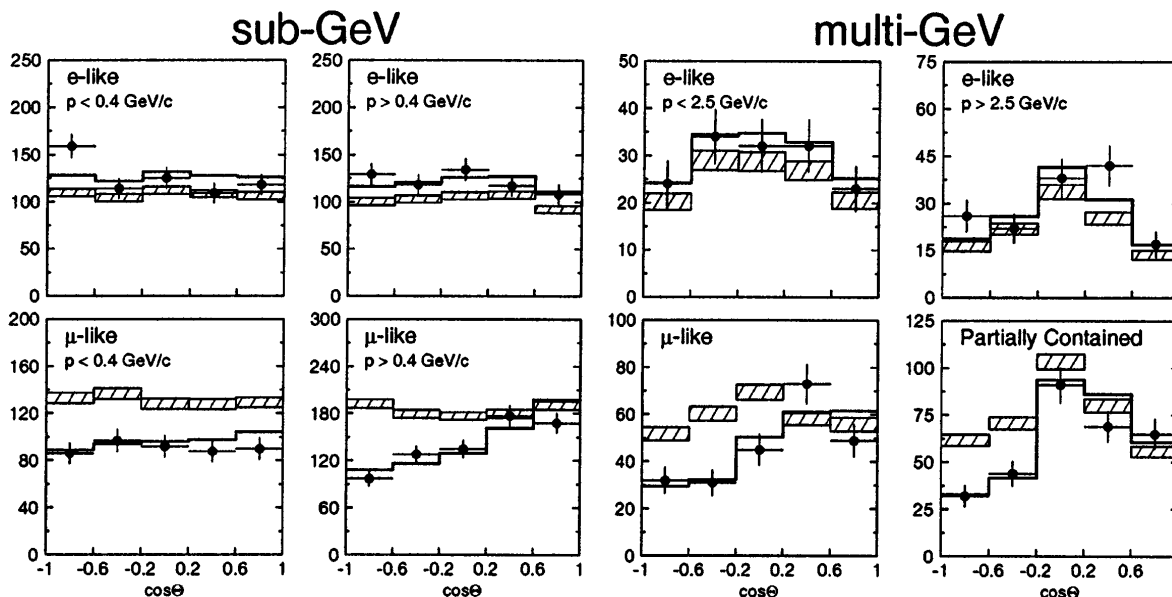 sub-GeV
multi-GeV
250
200
150
100
50
0
e-like
p < 0.4 GeV/c
250
200
150
100
50
0
e-like
p > 0.4 GeV/c
50
40
30
20
10
0
e-like
p < 2.5 GeV/c
75
60
45
30
15
0
e-like
p > 2.5 GeV/c
200
160
120
80
40
0
μ-like
p < 0.4 GeV/c
-1 -0.6 -0.2 0.2 0.6 1
cosΘ
300
240
180
120
60
0
μ-like
p > 0.4 GeV/c
-1 -0.6 -0.2 0.2 0.6 1
cosΘ
100
80
60
40
20
0
μ-like
-1 -0.6 -0.2 0.2 0.6 1
cosΘ
125
100
75
50
25
0
Partially Contained
-1 -0.6 -0.2 0.2 0.6 1
cosΘ